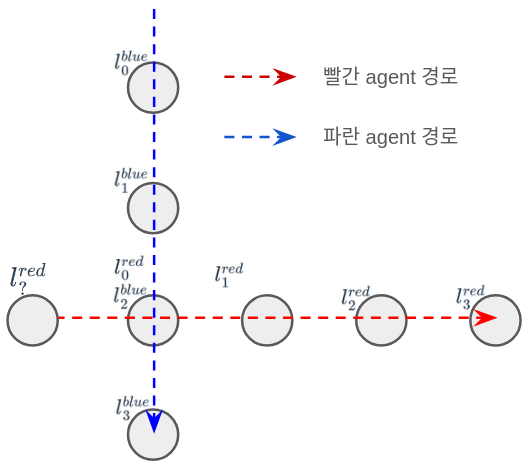 l_0^{blue}
빨간 agent 경로
파란 agent 경로
l_1^{blue}
l_?^{red}
l_0^{red}
l_2^{blue}
l_1^{red}
l_2^{red}
l_3^{red}
l_3^{blue}